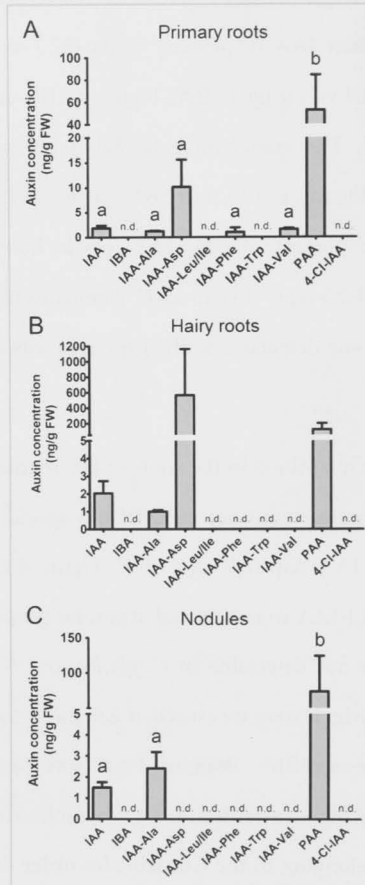 A Primary roots
Auxin concentration
(ng/g FW)
100
80
60
40
20
15
10
5
0
a n.d. a a n.d. a n.d. a b n.d.
IAA IBA IAA-Ala IAA-Asp IAA-Leu/Ile IAA-Phe IAA-Trp IAA-Val PAA 4-Cl-IAA
B Hairy roots
Auxin concentration
(ng/g FW)
1200
1000
800
600
400
200
5
4
3
2
1
0
n.d. n.d. n.d. n.d. n.d. n.d.
IAA IBA IAA-Ala IAA-Asp IAA-Leu/Ile IAA-Phe IAA-Trp IAA-Val PAA 4-Cl-IAA
C Nodules
Auxin concentration
(ng/g FW)
150
100
50
5
4
3
2
1
0
a n.d. a n.d. n.d. n.d. n.d. n.d. b n.d.
IAA IBA IAA-Ala IAA-Asp IAA-Leu/Ile IAA-Phe IAA-Trp IAA-Val PAA 4-Cl-IAA